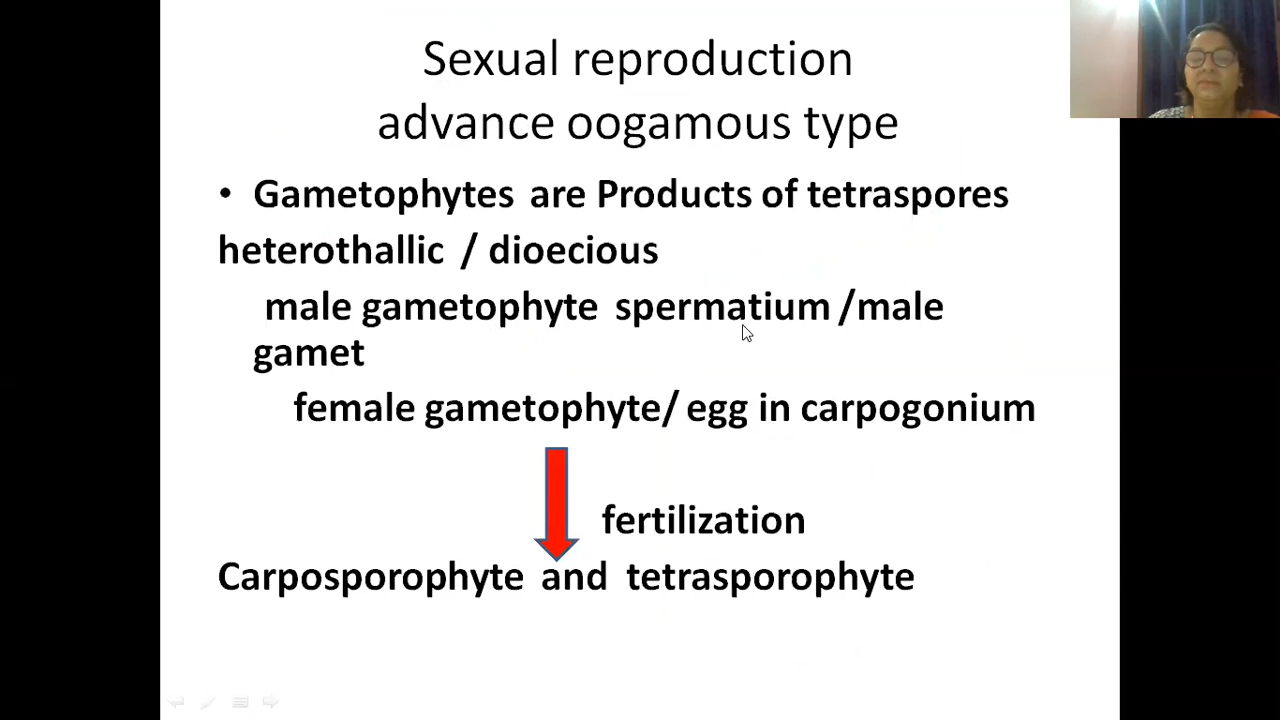 Sexual reproduction
advance oogamous type
• Gametophytes are Products of tetraspores
heterothallic / dioecious
male gametophyte spermatium /male
gamet
female gametophyte/ egg in carpogonium
fertilization
Carposporophyte and tetrasporophyte